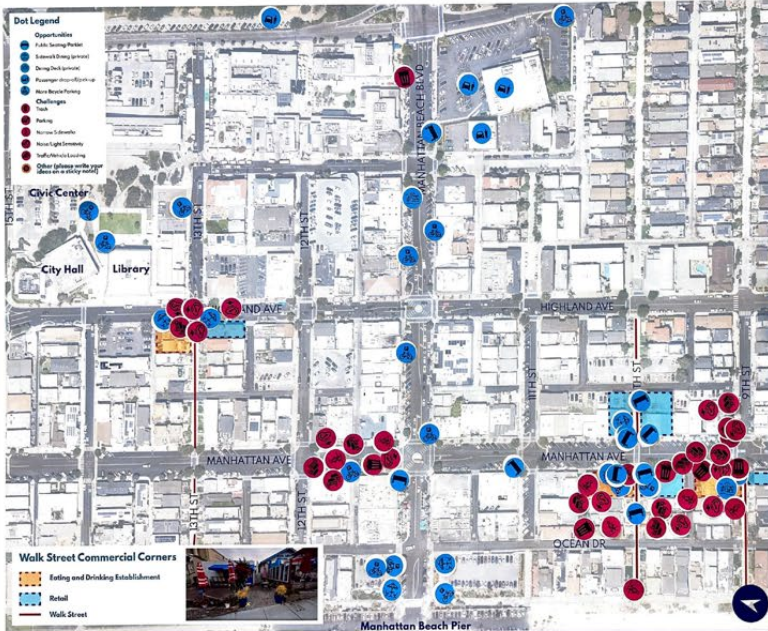 Dot Legend
Opportunities
Public Seating/Parklet
Sidewalk Dining (private)
Dining Deck (private)
Passenger drop-off/pick-up
More Bicycle Parking
Challenges
Trash
Parking
Narrow Sidewalks
Noise/Light Sensitivity
Traffic/Vehicle Loading
Other (please write your
ideas on a sticky note!)
MANHATTAN BEACH BLVD
15TH ST
Civic Center
13TH ST
12TH ST
City Hall
Library
HIGHLAND AVE
11TH ST
9TH ST
MANHATTAN AVE
MANHATTAN AVE
13TH ST
12TH ST
OCEAN DR
Walk Street Commercial Corners
Eating and Drinking Establishment
Retail
Walk Street
Manhattan Beach Pier